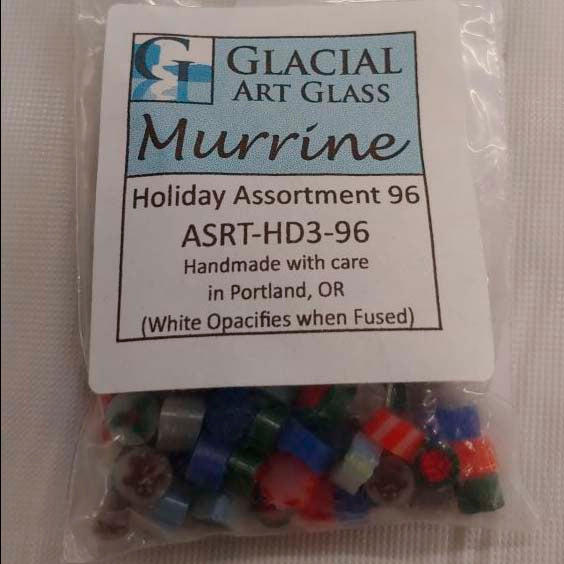 G
GLACIAL
ART GLASS
Murrine
Holiday Assortment 96
ASRT-HD3-96
Handmade with care
in Portland, OR
(White Opacifies when Fused)